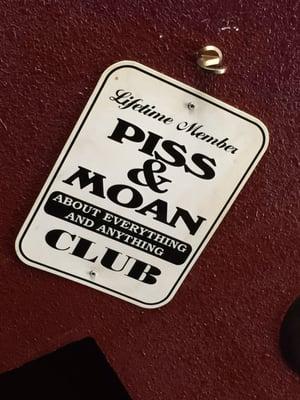 Lifetime Member
PISS
&
MOAN
ABOUT EVERYTHING
AND ANYTHING
CLUB